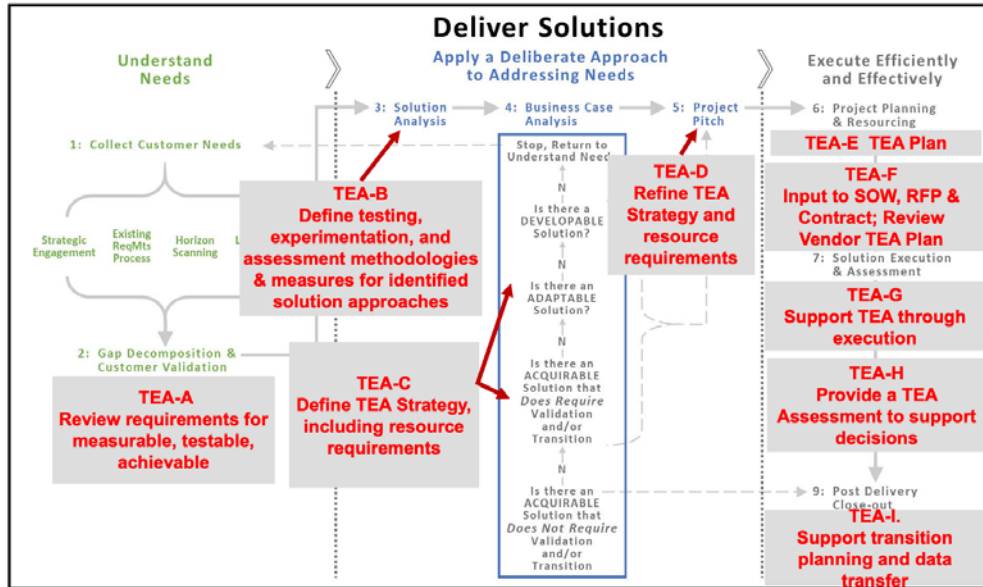 Deliver Solutions
Understand
Needs
Apply a Deliberate Approach
to Addressing Needs
Execute Efficiently
and Effectively
1: Collect Customer Needs
Strategic
Engagement
Existing
ReqMts
Process
Horizon
Scanning
L
2: Gap Decomposition &
Customer Validation
TEA-A
Review requirements for
measurable, testable,
achievable
3: Solution
Analysis
4: Business Case
Analysis
5: Project
Pitch
TEA-B
Define testing,
experimentation, and
assessment methodologies
& measures for identified
solution approaches
TEA-C
Define TEA Strategy,
including resource
requirements
Stop, Return to
Understand Need
N
Is there a
DEVELOPABLE
Solution?
N
Is there an
ADAPTABLE
Solution?
N
Is there an
ACQUIRABLE
Solution that
Does Require
Validation
and/or
Transition
N
Is there an
ACQUIRABLE
Solution that
Does Not Require
Validation
and/or
Transition
TEA-D
Refine TEA
Strategy and
resource
requirements
6: Project Planning
& Resourcing
TEA-E TEA Plan
TEA-F
Input to SOW, RFP &
Contract; Review
Vendor TEA Plan
7: Solution Execution
& Assessment
TEA-G
Support TEA through
execution
TEA-H
Provide a TEA
Assessment to support
decisions
9: Post Delivery
Close-out
TEA-I.
Support transition
planning and data
transfer